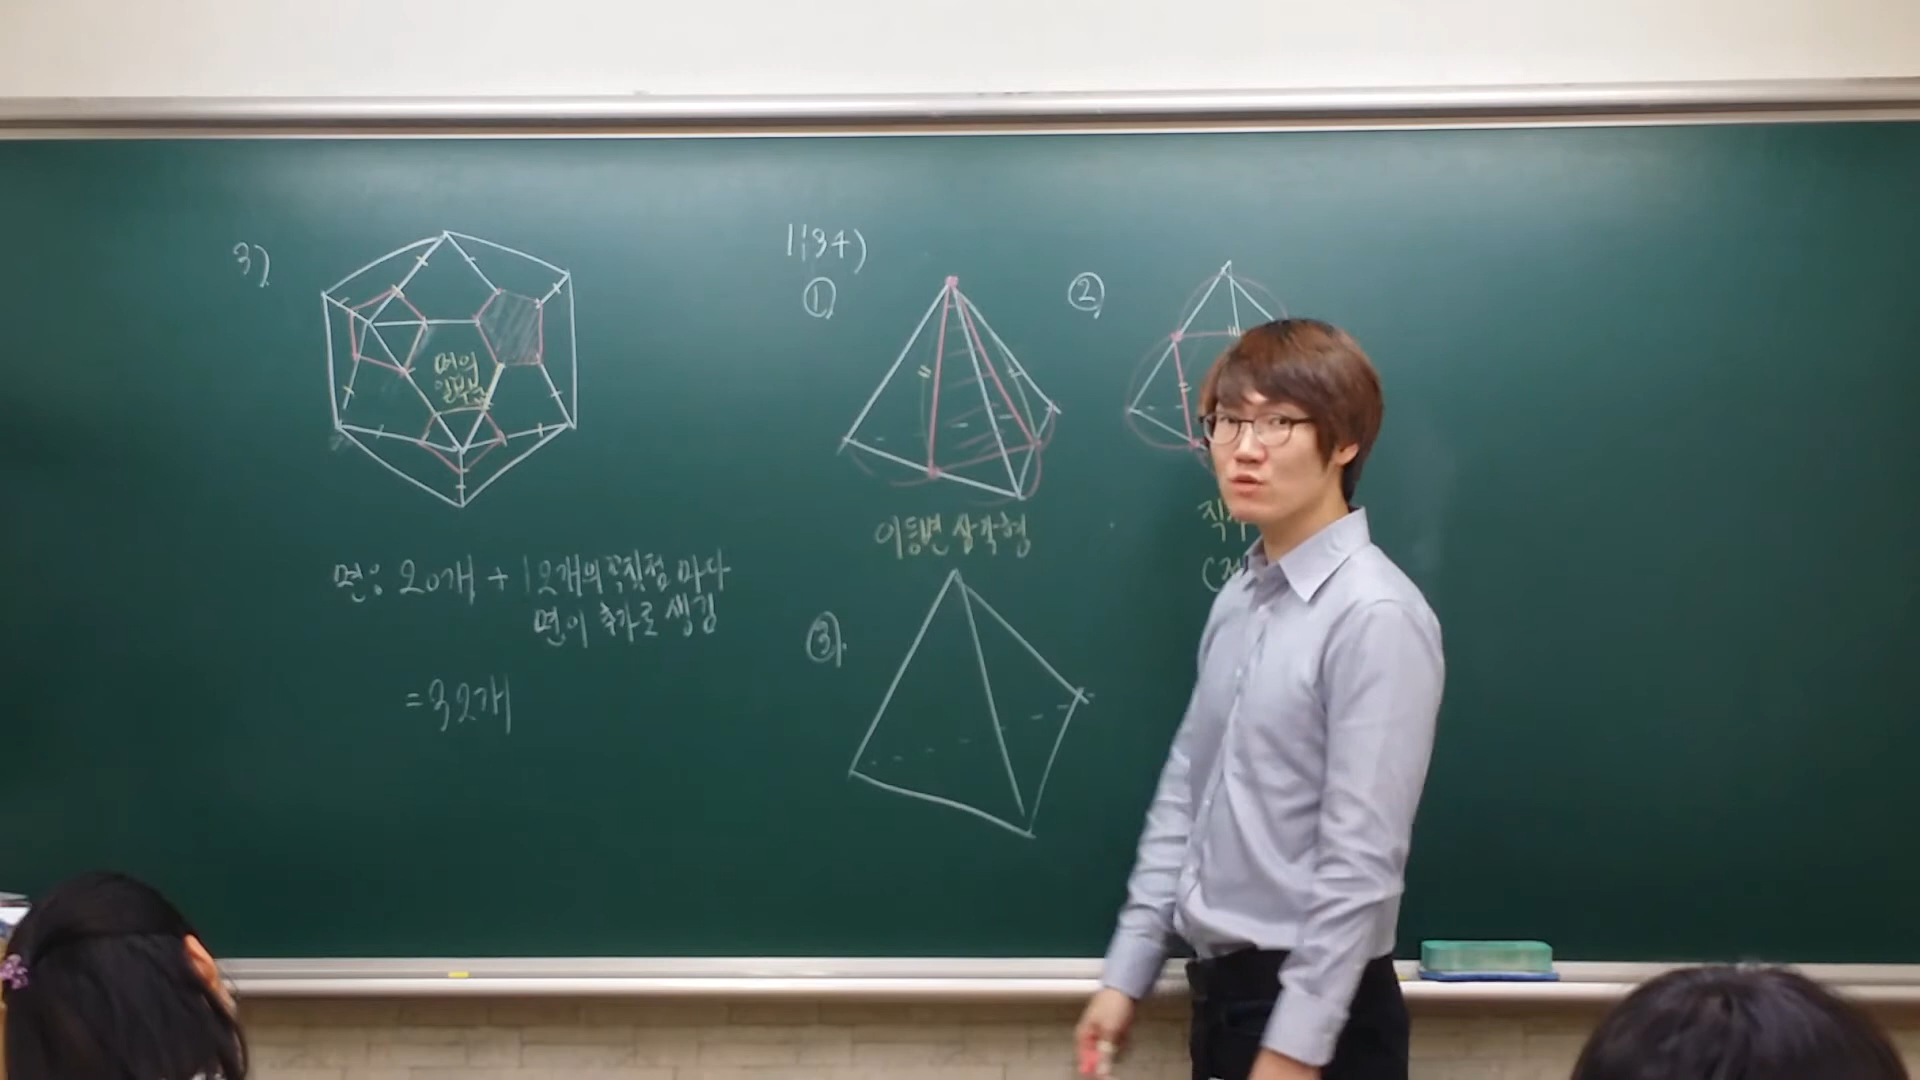 3)
면의
일부
면: 20개 + 12개의 꼭짓점 마다
면이 추가로 생김
= 32개
1(34)
①
이등변 삼각형
②
③